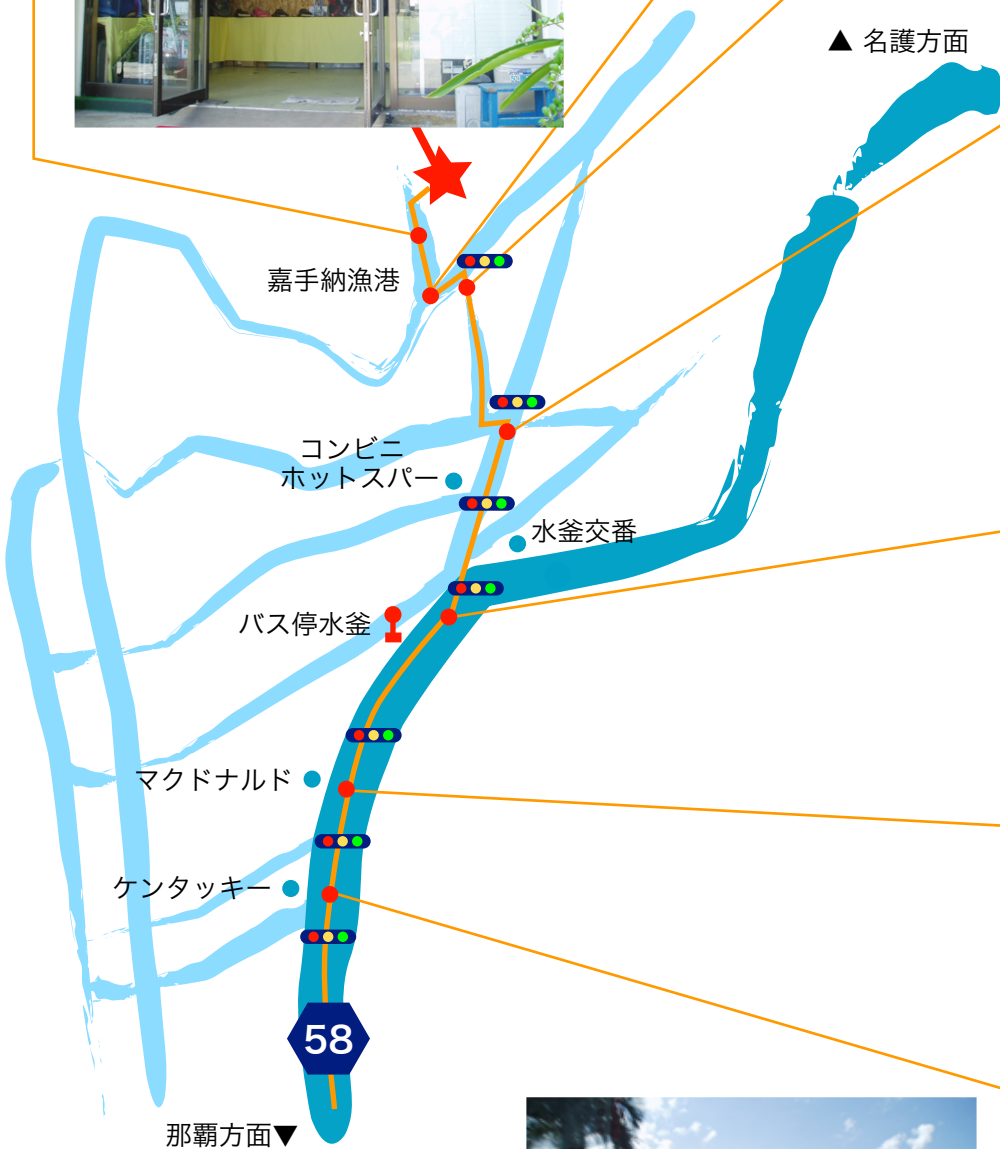 ▲ 名護方面
嘉手納漁港
コンビニ
ホットスパー
水釜交番
バス停水釜
マクドナルド
ケンタッキー
58
那覇方面▼